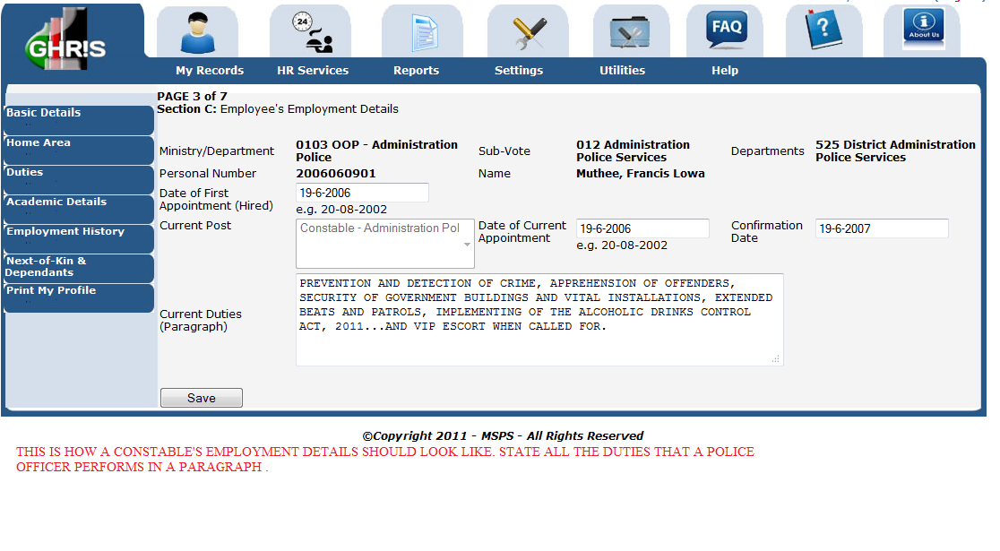 GHRIS
24
FAQ
?
i
About Us
My Records HR Services Reports Settings Utilities Help
Basic Details
Home Area
Duties
Academic Details
Employment History
Next-of-Kin &
Dependants
Print My Profile
PAGE 3 of 7
Section C: Employee's Employment Details
Ministry/Department 0103 OOP - Administration Police Sub-Vote 012 Administration Police Services Departments 525 District Administration Police Services
Personal Number 2006060901 Name Muthee, Francis Lowa
Date of First
Appointment (Hired) 19-6-2006
e.g. 20-08-2002
Current Post Constable - Administration Pol Date of Current Appointment 19-6-2006 Confirmation Date 19-6-2007
e.g. 20-08-2002
Current Duties
(Paragraph)
PREVENTION AND DETECTION OF CRIME, APPREHENSION OF OFFENDERS,
SECURITY OF GOVERNMENT BUILDINGS AND VITAL INSTALLATIONS, EXTENDED
BEATS AND PATROLS, IMPLEMENTING OF THE ALCOHOLIC DRINKS CONTROL
ACT, 2011...AND VIP ESCORT WHEN CALLED FOR.
Save
©Copyright 2011 - MSPS - All Rights Reserved
THIS IS HOW A CONSTABLE'S EMPLOYMENT DETAILS SHOULD LOOK LIKE. STATE ALL THE DUTIES THAT A POLICE
OFFICER PERFORMS IN A PARAGRAPH .